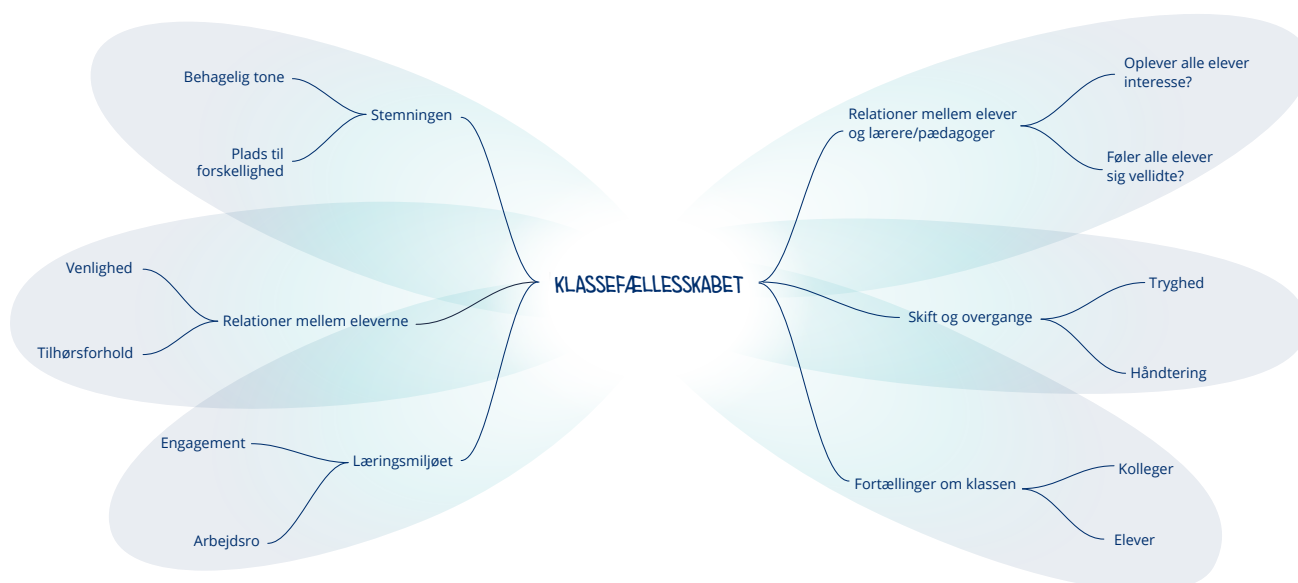 Behagelig tone
Stemningen
Plads til
forskellighed
Venlighed
Relationer mellem eleverne
Tilhørsforhold
Engagement
Læringsmiljøet
Arbejdsro
KLASSEFÆLLESSKABET
Oplever alle elever
interesse?
Relationer mellem elever
og lærere/pædagoger
Føler alle elever
sig vellidte?
Tryghed
Skift og overgange
Håndtering
Kolleger
Fortællinger om klassen
Elever